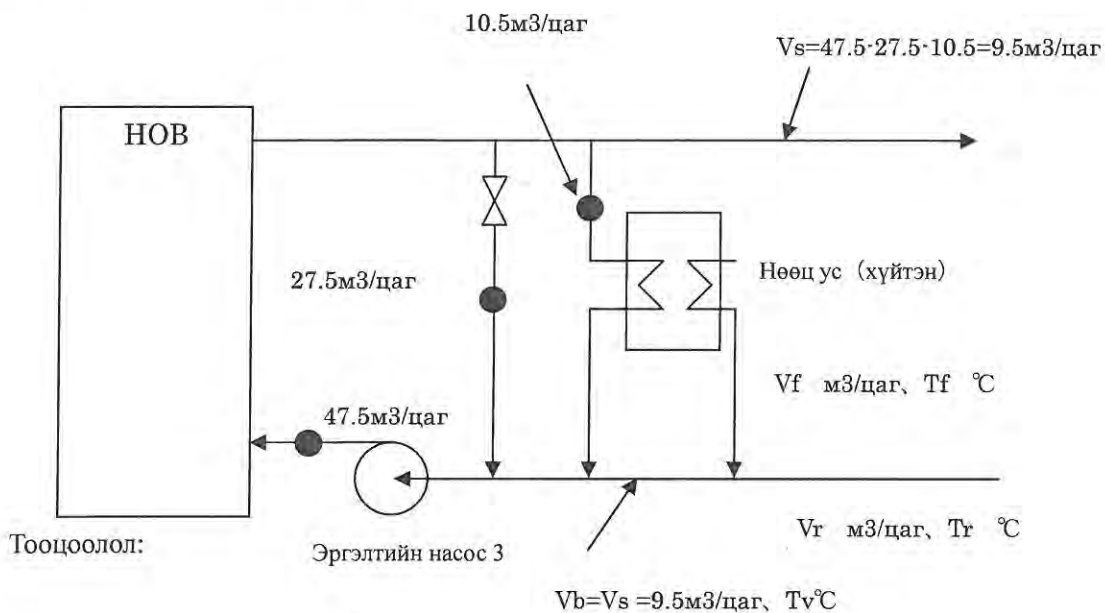 10.5м3/цаг
Vs=47.5-27.5-10.5=9.5м3/цаг
НОВ
27.5м3/цаг
Нөөц ус (хүйтэн)
Vf м3/цаг、Tf ℃
47.5м3/цаг
Vr м3/цаг、Tr ℃
Тооцоолол:
Эргэлтийн насос 3
Vb=Vs =9.5м3/цаг、Tv℃